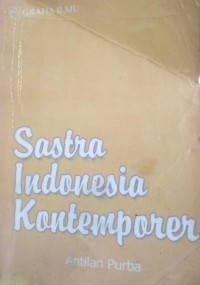 GRAHA ILMU
Sastra
Indonesia
Kontemporer
Antilan Purba